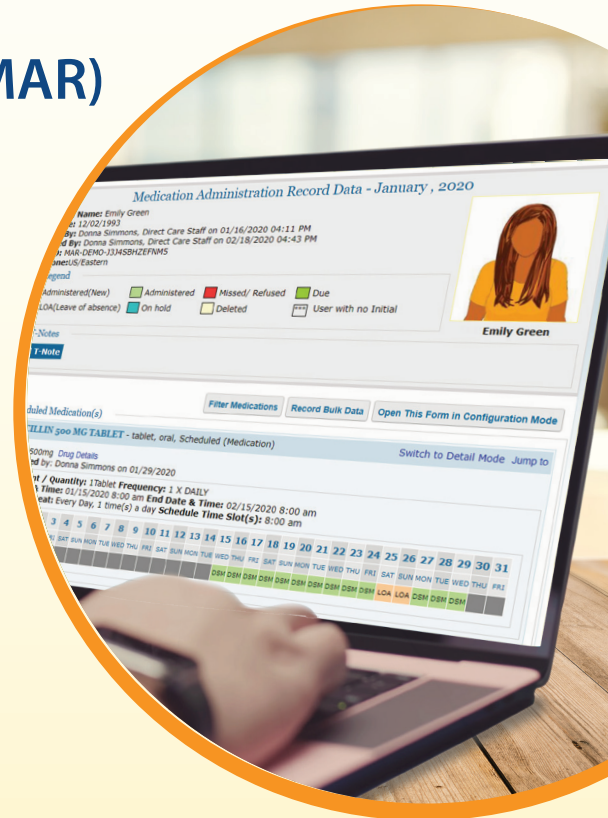 MAR)
Medication Administration Record Data - January , 2020
Name: Emily Green
e: 12/02/1993
By: Donna Simmons, Direct Care Staff on 01/16/2020 04:11 PM
d By: Donna Simmons, Direct Care Staff on 02/18/2020 04:43 PM
D: MAR-DEMO-J3J4SBHZEFNM5
one:US/Eastern
Legend
Administered(New) Administered Missed/ Refused Due
LOA(Leave of absence) On hold Deleted User with no Initial
Emily Green
T-Notes
T-Note
Filter Medications Record Bulk Data Open This Form in Configuration Mode
duled Medication(s)
CILLIN 500 MG TABLET - tablet, oral, Scheduled (Medication) Switch to Detail Mode Jump to
500mg Drug Details
ed by: Donna Simmons on 01/29/2020
nt / Quantity: 1Tablet Frequency: 1 X DAILY
& Time: 01/15/2020 8:00 am End Date & Time: 02/15/2020 8:00 am
eat: Every Day, 1 time(s) a day Schedule Time Slot(s): 8:00 am
3 4 5 6 7 8 9 10 11 12 13 14 15 16 17 18 19 20 21 22 23 24 25 26 27 28 29 30 31
FRI SAT SUN MON TUE WED THU FRI SAT SUN MON TUE WED THU FRI SAT SUN MON TUE WED THU FRI SAT SUN MON TUE WED THU FRI
DSM DSM DSM DSM DSM DSM DSM DSM DSM DSM LOA LOA DSM DSM DSM